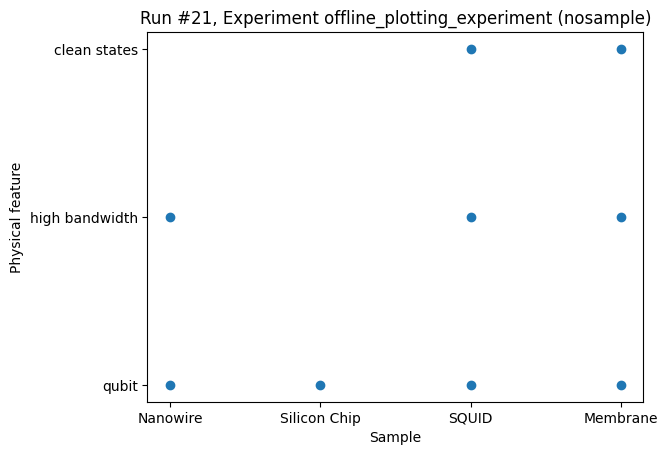 Run #21, Experiment offline_plotting_experiment (nosample)
clean states
high bandwidth
qubit
Physical feature
Nanowire
Silicon Chip
SQUID
Membrane
Sample